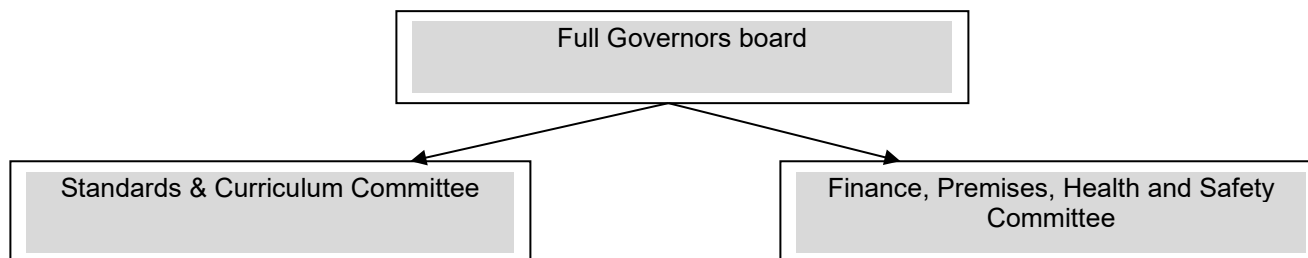 Full Governors board
Standards & Curriculum Committee
Finance, Premises, Health and Safety
Committee